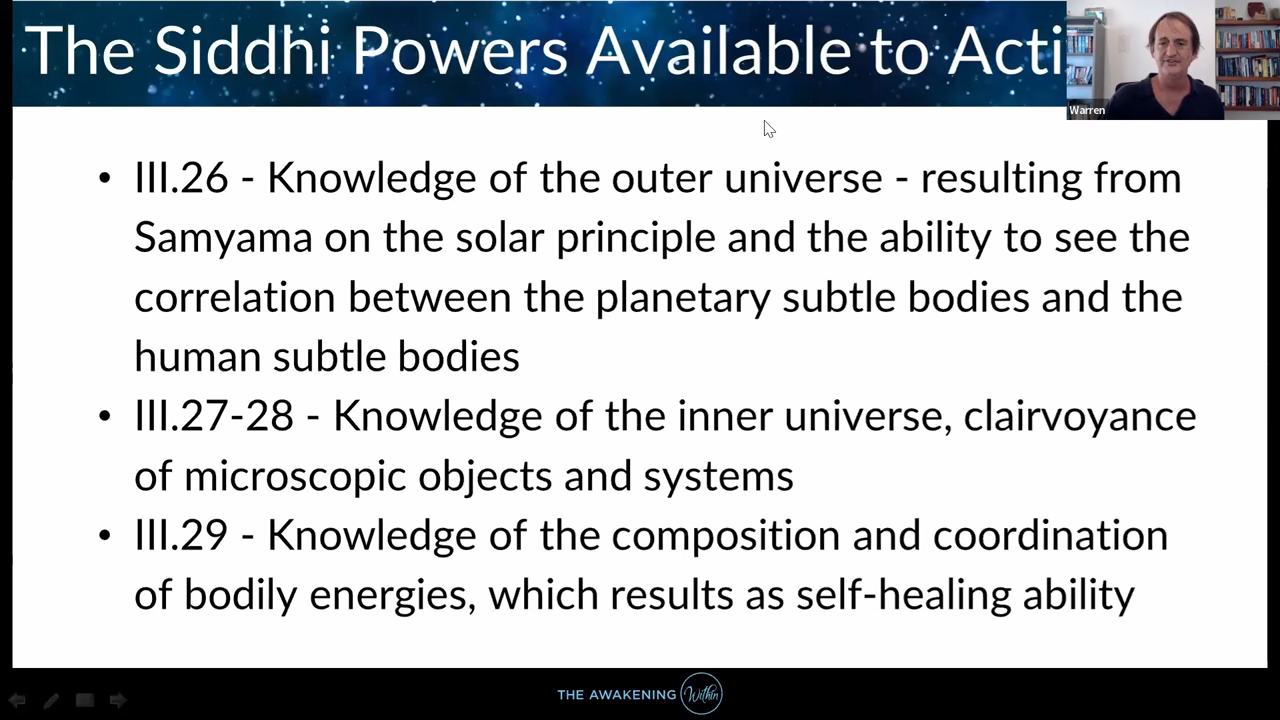 The Siddhi Powers Available to Acti
Warren
• III.26 - Knowledge of the outer universe - resulting from
Samyama on the solar principle and the ability to see the
correlation between the planetary subtle bodies and the
human subtle bodies
• III.27-28 - Knowledge of the inner universe, clairvoyance
of microscopic objects and systems
• III.29 - Knowledge of the composition and coordination
of bodily energies, which results as self-healing ability
THE AWAKENING Within